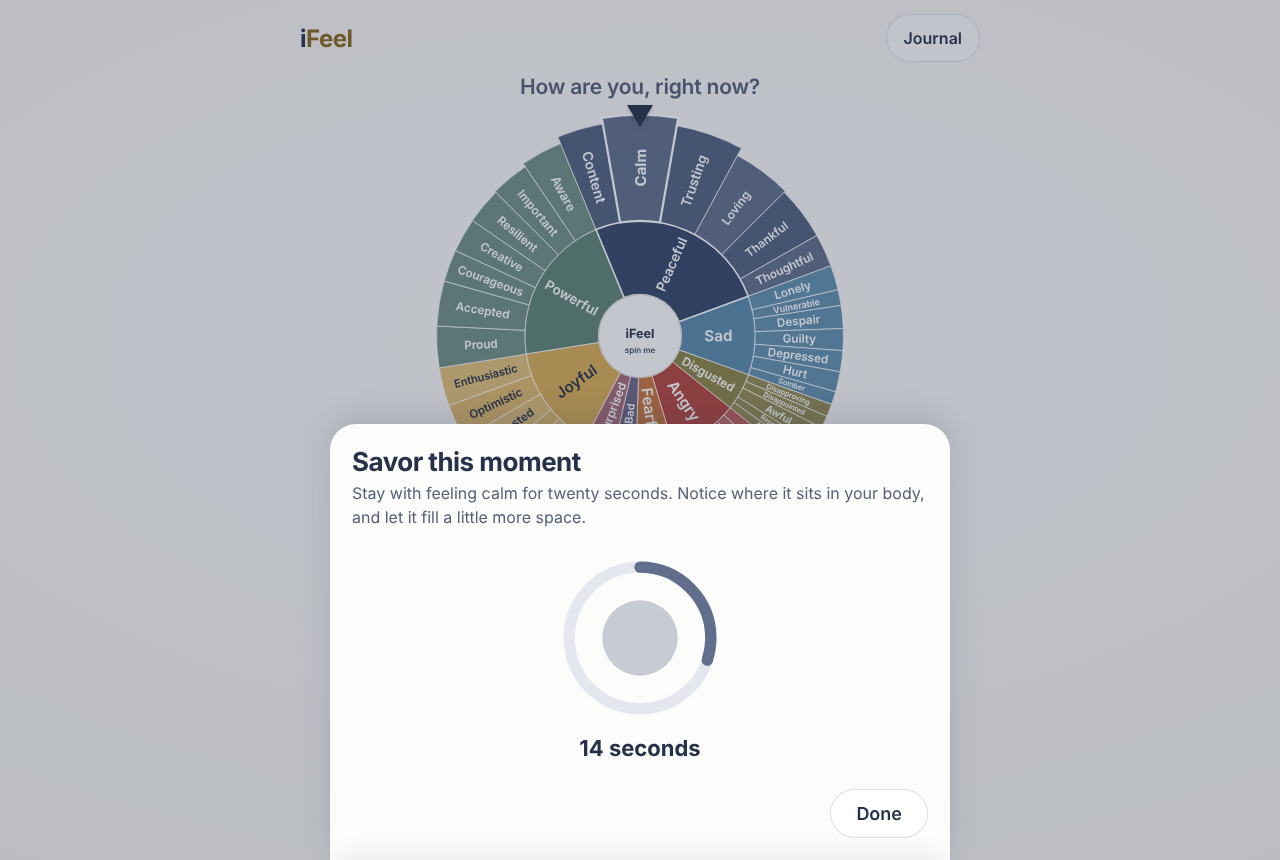 iFeel
Journal
How are you, right now?
Content
Calm
Trusting
Loving
Thankful
Thoughtful
Aware
Important
Resilient
Creative
Courageous
Accepted
Proud
Enthusiastic
Optimistic
Peaceful
Powerful
Joyful
iFeel
spin me
Sad
Disgusted
Angry
Bad
Lonely
Vulnerable
Despair
Guilty
Depressed
Hurt
Somber
Disapproving
Disappointed
Awful
Savor this moment
Stay with feeling calm for twenty seconds. Notice where it sits in your body,
and let it fill a little more space.
14 seconds
Done